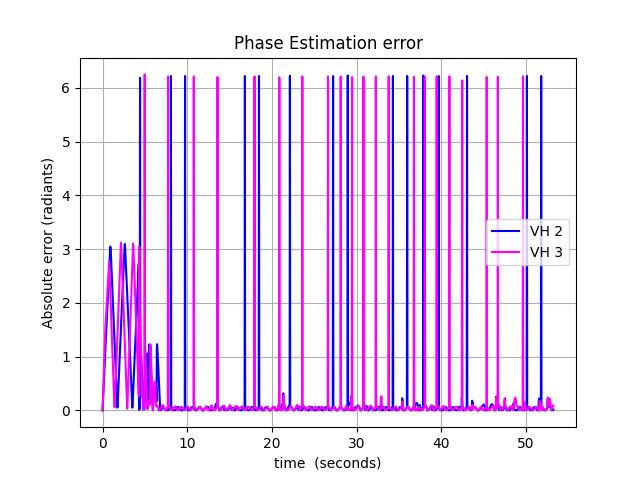 Phase Estimation error
Absolute error (radiants)
6
5
4
3
2
1
0
VH 2
VH 3
0 10 20 30 40 50
time (seconds)